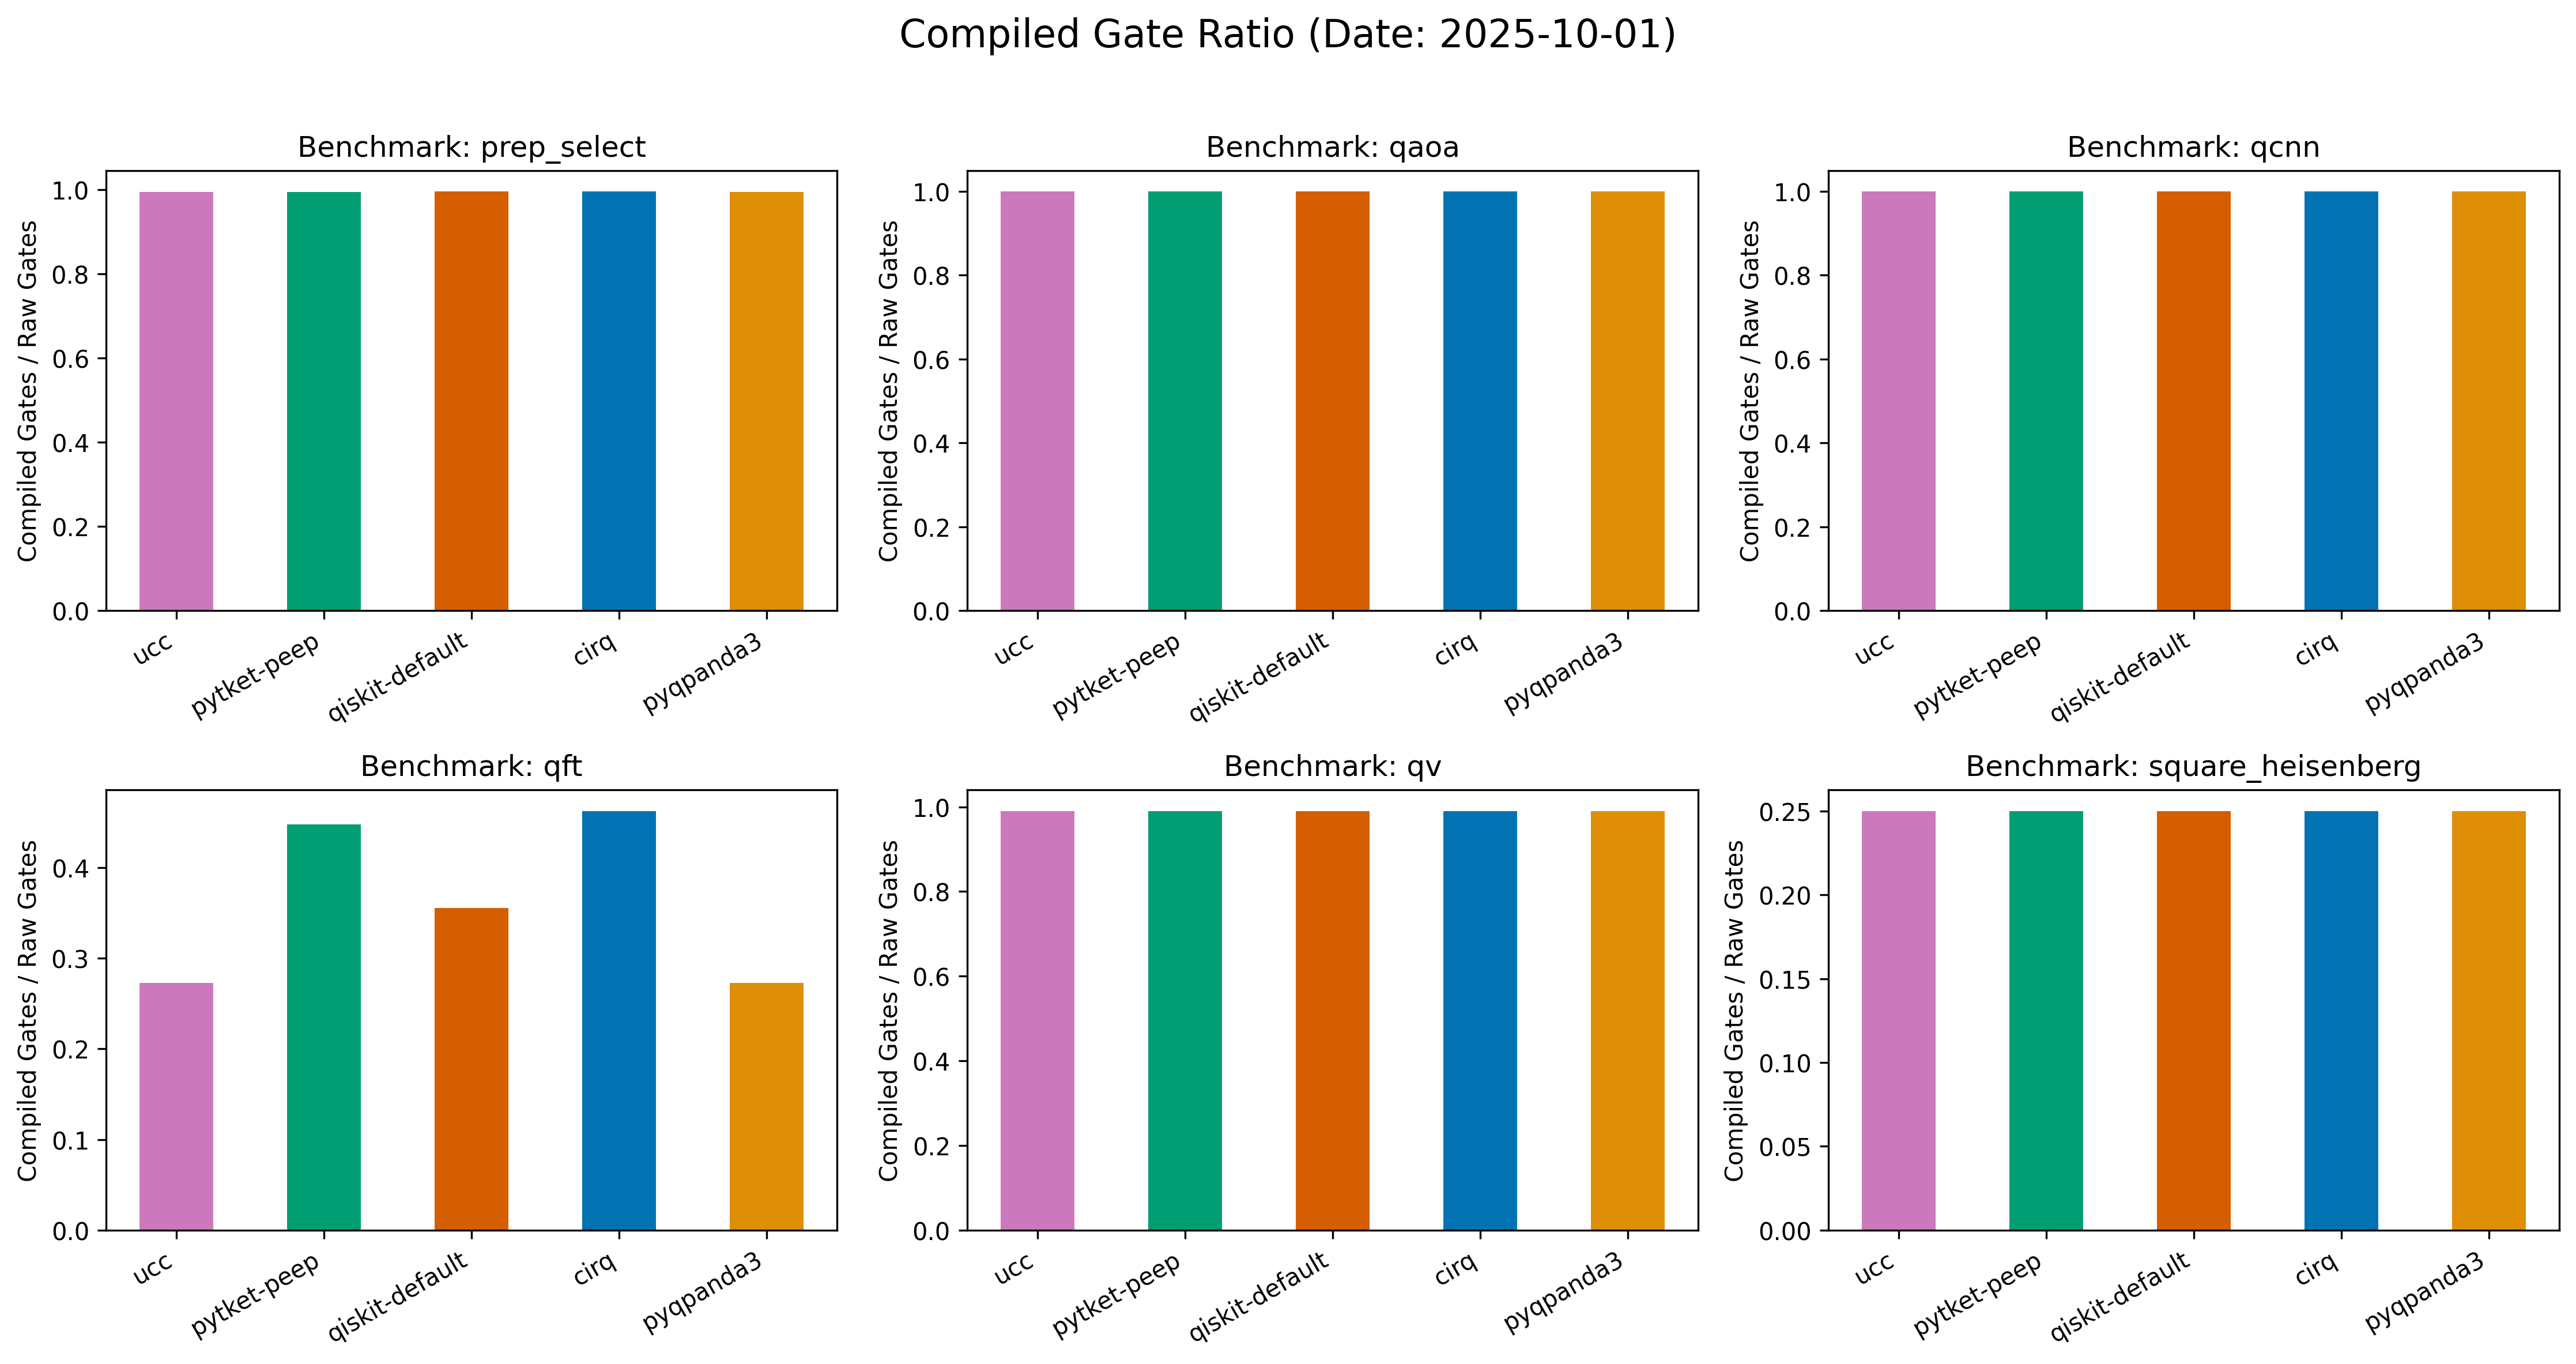 Compiled Gate Ratio (Date: 2025-10-01)
Benchmark: prep_select
Compiled Gates / Raw Gates
1.0
0.8
0.6
0.4
0.2
0.0
ucc
pytket-peep
qiskit-default
cirq
pyqpanda3
Benchmark: qaoa
Compiled Gates / Raw Gates
1.0
0.8
0.6
0.4
0.2
0.0
ucc
pytket-peep
qiskit-default
cirq
pyqpanda3
Benchmark: qcnn
Compiled Gates / Raw Gates
1.0
0.8
0.6
0.4
0.2
0.0
ucc
pytket-peep
qiskit-default
cirq
pyqpanda3
Benchmark: qft
Compiled Gates / Raw Gates
0.4
0.3
0.2
0.1
0.0
ucc
pytket-peep
qiskit-default
cirq
pyqpanda3
Benchmark: qv
Compiled Gates / Raw Gates
1.0
0.8
0.6
0.4
0.2
0.0
ucc
pytket-peep
qiskit-default
cirq
pyqpanda3
Benchmark: square_heisenberg
Compiled Gates / Raw Gates
0.25
0.20
0.15
0.10
0.05
0.00
ucc
pytket-peep
qiskit-default
cirq
pyqpanda3